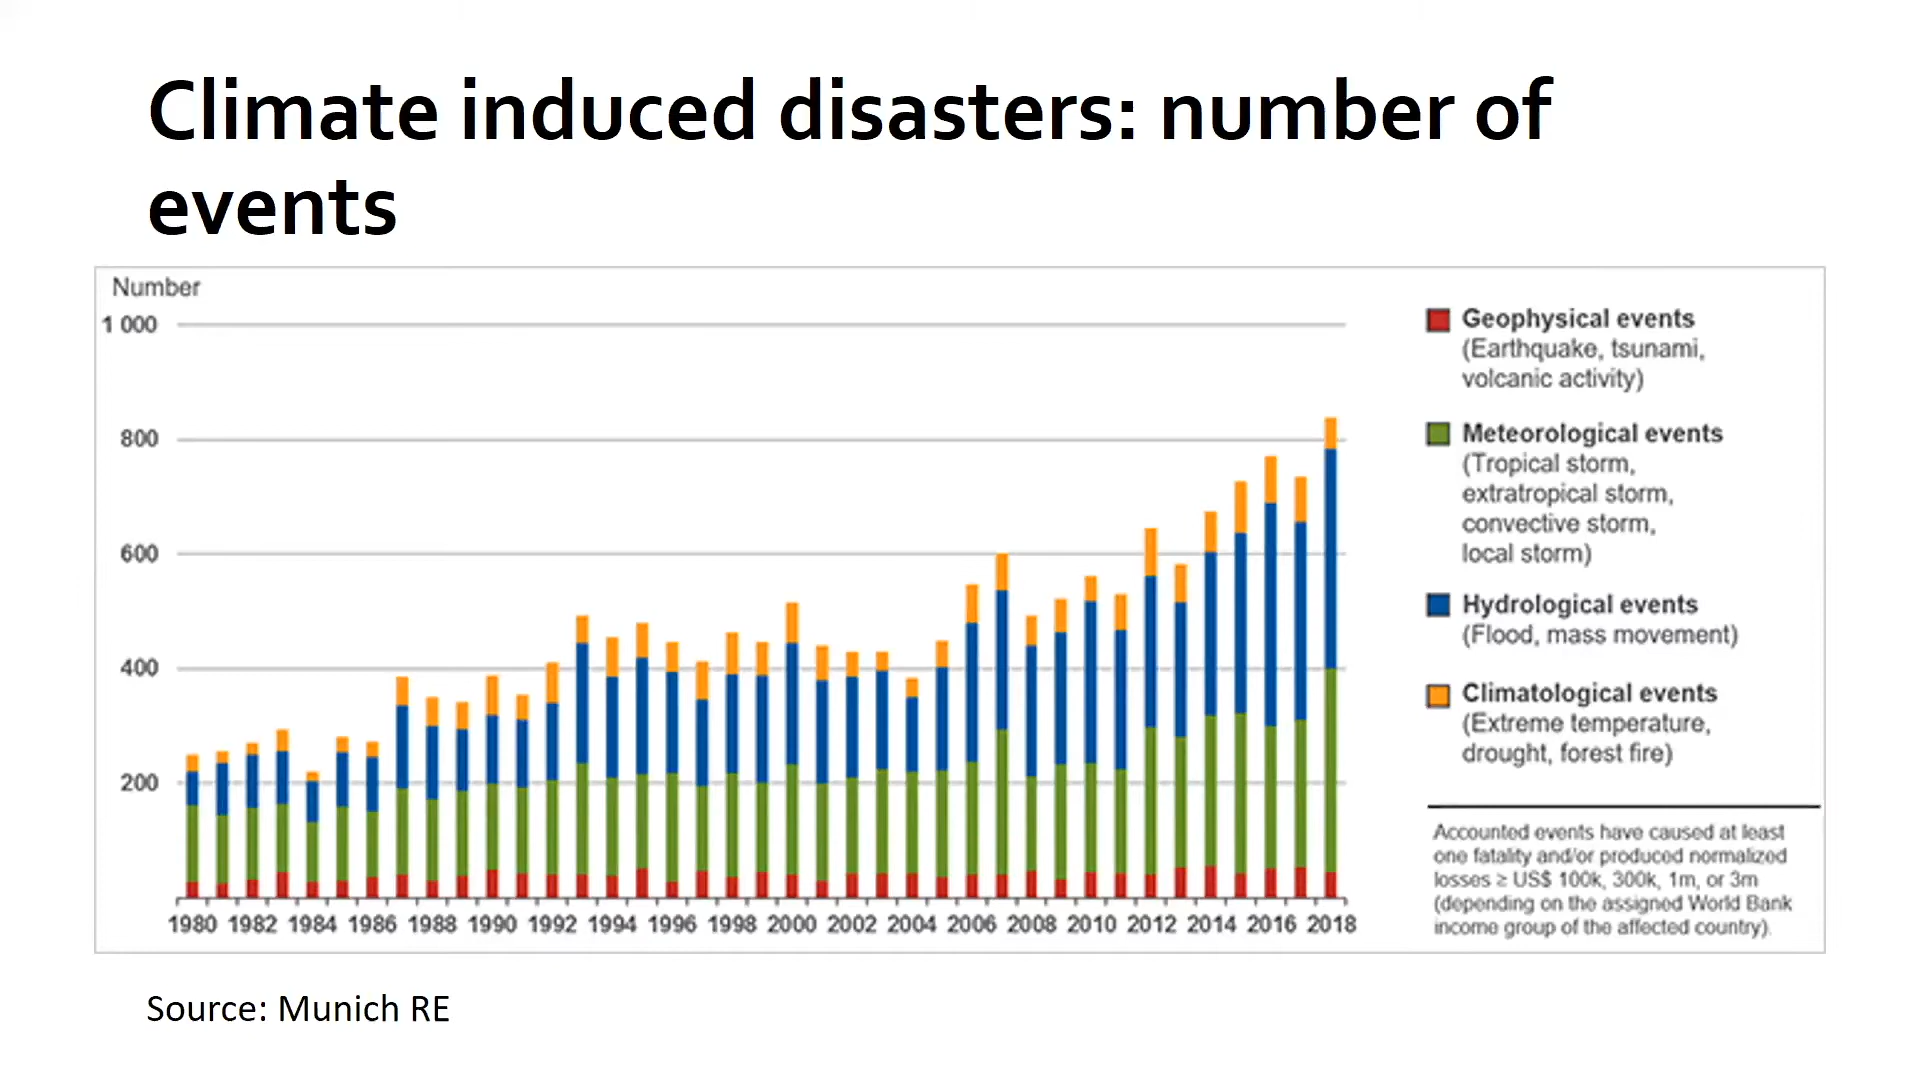 Climate induced disasters: number of
events
Number
1 000
800
600
400
200
1980 1982 1984 1986 1988 1990 1992 1994 1996 1998 2000 2002 2004 2006 2008 2010 2012 2014 2016 2018
Geophysical events
(Earthquake, tsunami,
volcanic activity)
Meteorological events
(Tropical storm,
extratropical storm,
convective storm,
local storm)
Hydrological events
(Flood, mass movement)
Climatological events
(Extreme temperature,
drought, forest fire)
Accounted events have caused at least
one fatality and/or produced normalized
losses ≥ US$ 100k, 300k, 1m, or 3m
(depending on the assigned World Bank
income group of the affected country).
Source: Munich RE